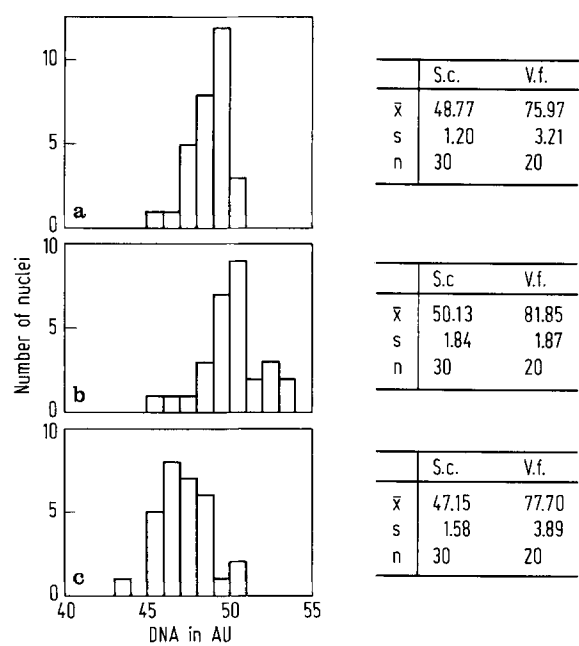 10
5
0
a
S.c. V.f.
x̄ 48.77 75.97
s 1.20 3.21
n 30 20
Number of nuclei
10
5
0
b
S.c V.f.
x̄ 50.13 81.85
s 1.84 1.87
n 30 20
10
5
0
c
S.c. V.f.
x̄ 47.15 77.70
s 1.58 3.89
n 30 20
40 45 50 55
DNA in AU